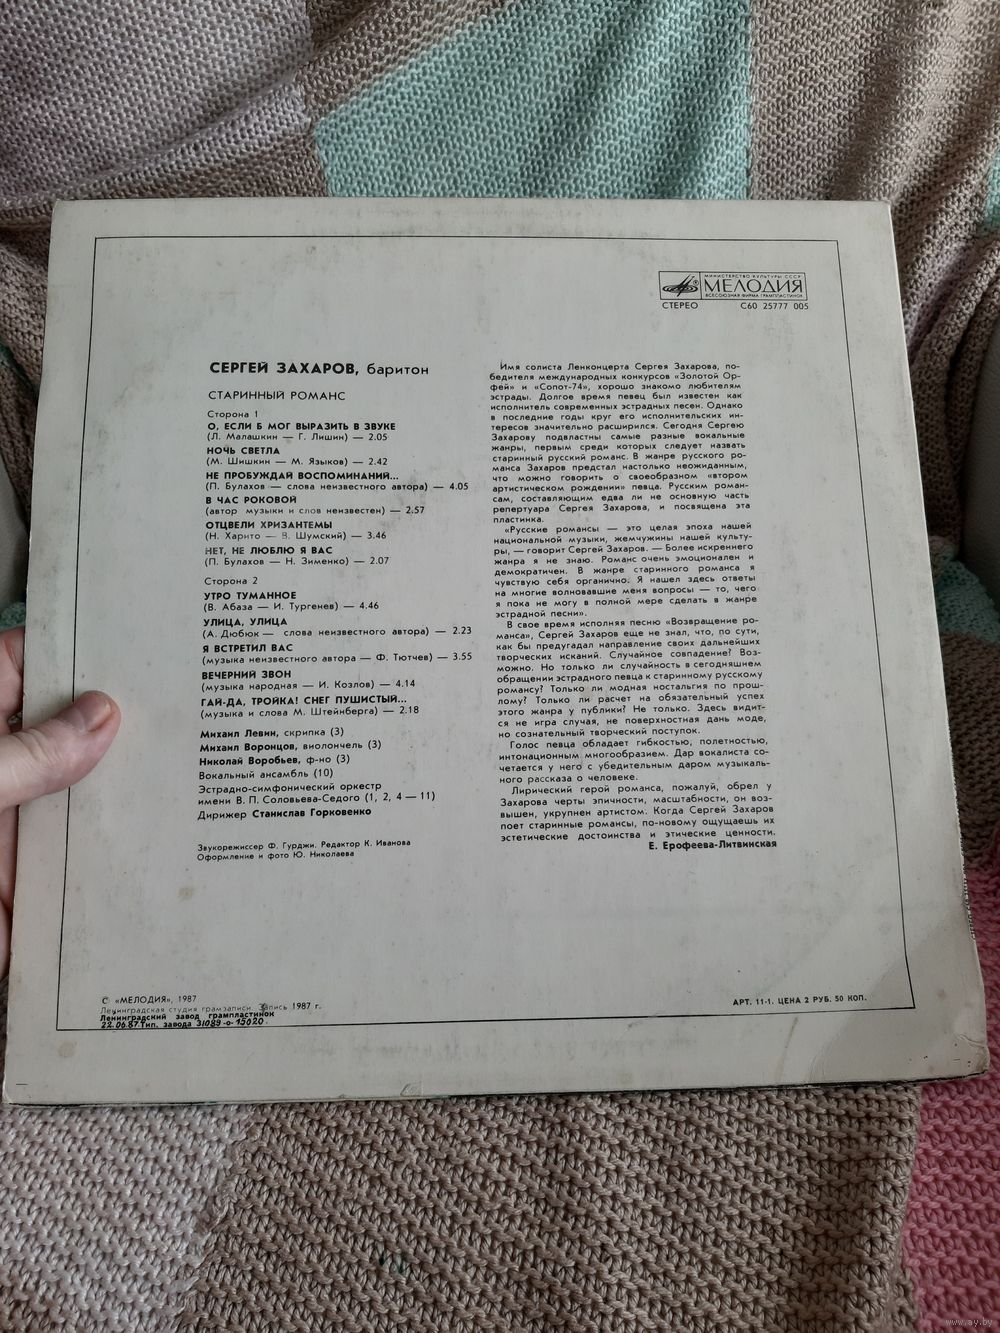 МИНИСТЕРСТВО КУЛЬТУРЫ СССР
МЕЛОДИЯ
ВСЕСОЮЗНАЯ ФИРМА ГРАМПЛАСТИНОК
СТЕРЕО С60 25777 005
СЕРГЕЙ ЗАХАРОВ, баритон
СТАРИННЫЙ РОМАНС
Сторона 1
О, ЕСЛИ Б МОГ ВЫРАЗИТЬ В ЗВУКЕ
(Л. Малашкин — Г. Лишин) — 2.05
НОЧЬ СВЕТЛА
(М. Шишкин — М. Языков) — 2.42
НЕ ПРОБУЖДАЙ ВОСПОМИНАНИЙ...
(П. Булахов — слова неизвестного автора) — 4.05
В ЧАС РОКОВОЙ
(автор музыки и слов неизвестен) — 2.57
ОТЦВЕЛИ ХРИЗАНТЕМЫ
(Н. Харито — В. Шумский) — 3.46
НЕТ, НЕ ЛЮБЛЮ Я ВАС
(П. Булахов — Н. Зименко) — 2.07
Сторона 2
УТРО ТУМАННОЕ
(В. Абаза — И. Тургенев) — 4.46
УЛИЦА, УЛИЦА
(А. Дюбюк — слова неизвестного автора) — 2.23
Я ВСТРЕТИЛ ВАС
(музыка неизвестного автора — Ф. Тютчев) — 3.55
ВЕЧЕРНИЙ ЗВОН
(музыка народная — И. Козлов) — 4.14
ГАЙ-ДА, ТРОЙКА! СНЕГ ПУШИСТЫЙ...
(музыка и слова М. Штейнберга) — 2.18
Михаил Левин, скрипка (3)
Михаил Воронцов, виолончель (3)
Николай Воробьев, ф-но (3)
Вокальный ансамбль (10)
Эстрадно-симфонический оркестр
имени В. П. Соловьева-Седого (1, 2, 4 — 11)
Дирижер Станислав Горковенко
Звукорежиссер Ф. Гурджи. Редактор К. Иванова
Оформление и фото Ю. Николаева
Имя солиста Ленконцерта Сергея Захарова, по-
бедителя международных конкурсов «Золотой Ор-
фей» и «Сопот-74», хорошо знакомо любителям
эстрады. Долгое время певец был известен как
исполнитель современных эстрадных песен. Однако
в последние годы круг его исполнительских ин-
тересов значительно расширился. Сегодня Сергею
Захарову подвластны самые разные вокальные
жанры, первым среди которых следует назвать
старинный русский романс. В жанре русского ро-
манса Захаров предстал настолько неожиданным,
что можно говорить о своеобразном «втором
артистическом рождении» певца. Русским роман-
сам, составляющим едва ли не основную часть
репертуара Сергея Захарова, и посвящена эта
пластинка.
«Русские романсы — это целая эпоха нашей
национальной музыки, жемчужины нашей культу-
ры, — говорит Сергей Захаров. — Более искреннего
жанра я не знаю. Романс очень эмоционален и
демократичен. В жанре старинного романса я
чувствую себя органично. Я нашел здесь ответы
на многие волновавшие меня вопросы — то, чего
я пока не могу в полной мере сделать в жанре
эстрадной песни».
В свое время исполняя песню «Возвращение ро-
манса», Сергей Захаров еще не знал, что, по сути,
как бы предугадал направление своих дальнейших
творческих исканий. Случайное совпадение? Воз-
можно. Но только ли случайность в сегодняшнем
обращении эстрадного певца к старинному русскому
романсу? Только ли модная ностальгия по прош-
лому? Только ли расчет на обязательный успех
этого жанра у публики? Не только. Здесь видит-
ся не игра случая, не поверхностная дань моде,
но сознательный творческий поступок.
Голос певца обладает гибкостью, полетностью,
интонационным многообразием. Дар вокалиста со-
четается у него с убедительным даром музыкаль-
ного рассказа о человеке.
Лирический герой романса, пожалуй, обрел у
Захарова черты эпичности, масштабности, он воз-
вышен, укрупнен артистом. Когда Сергей Захаров
поет старинные романсы, по-новому ощущаешь их
эстетические достоинства и этические ценности.
Е. Ерофеева-Литвинская
© «МЕЛОДИЯ», 1987
Ленинградская студия грамзаписи. Запись 1987 г.
Ленинградский завод грампластинок
22.06.87 Тип. завода 31089-о-15020.
АРТ. 11-1. ЦЕНА 2 РУБ. 50 КОП.
www.ay.by